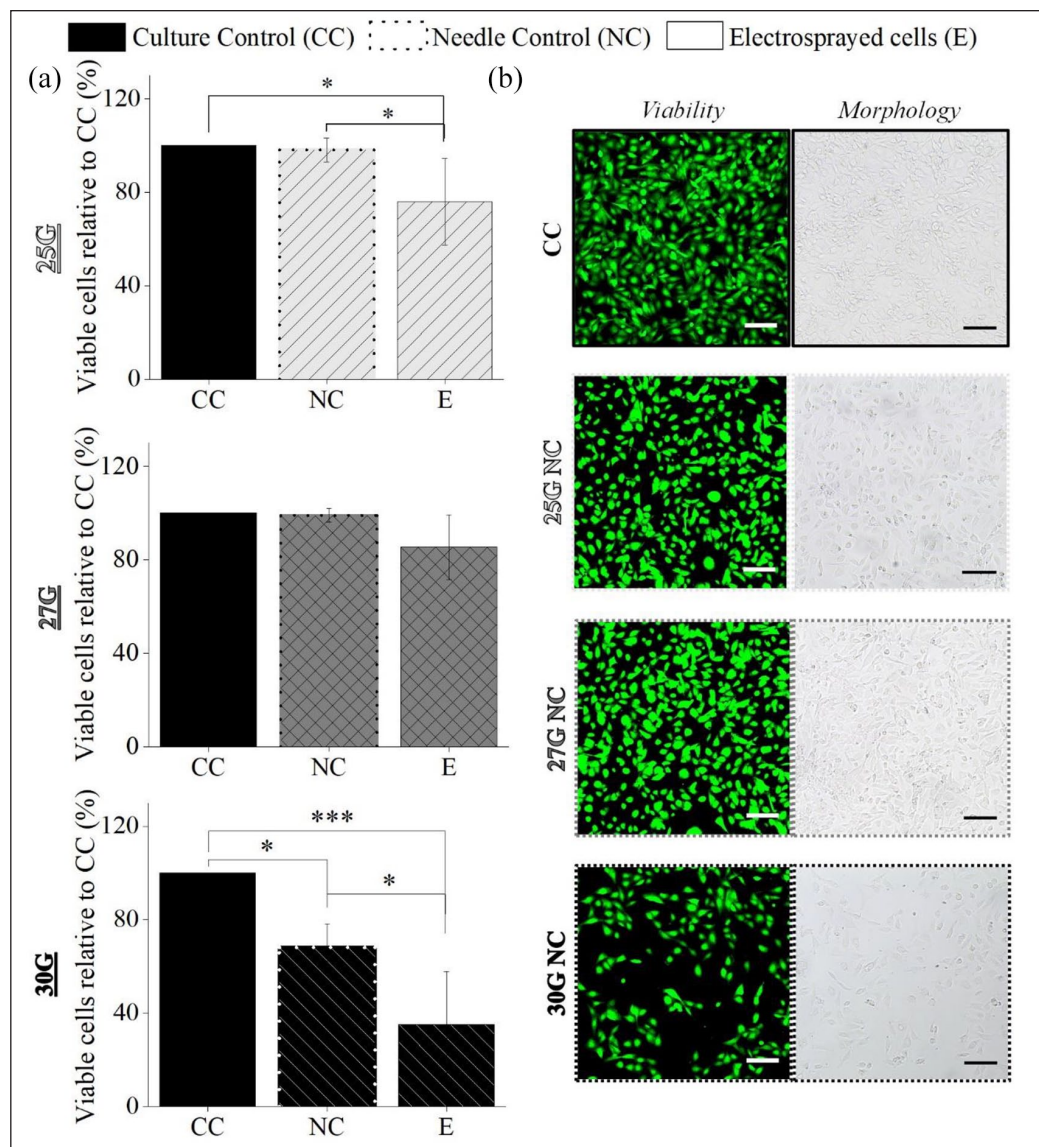 Culture Control (CC) Needle Control (NC) Electrosprayed cells (E)
(a)
25G
Viable cells relative to CC (%)
120
80
40
0
*
*
CC NC E
27G
Viable cells relative to CC (%)
120
80
40
0
CC NC E
30G
Viable cells relative to CC (%)
120
80
40
0
***
*
*
CC NC E
(b)
Viability Morphology
CC
25G NC
27G NC
30G NC